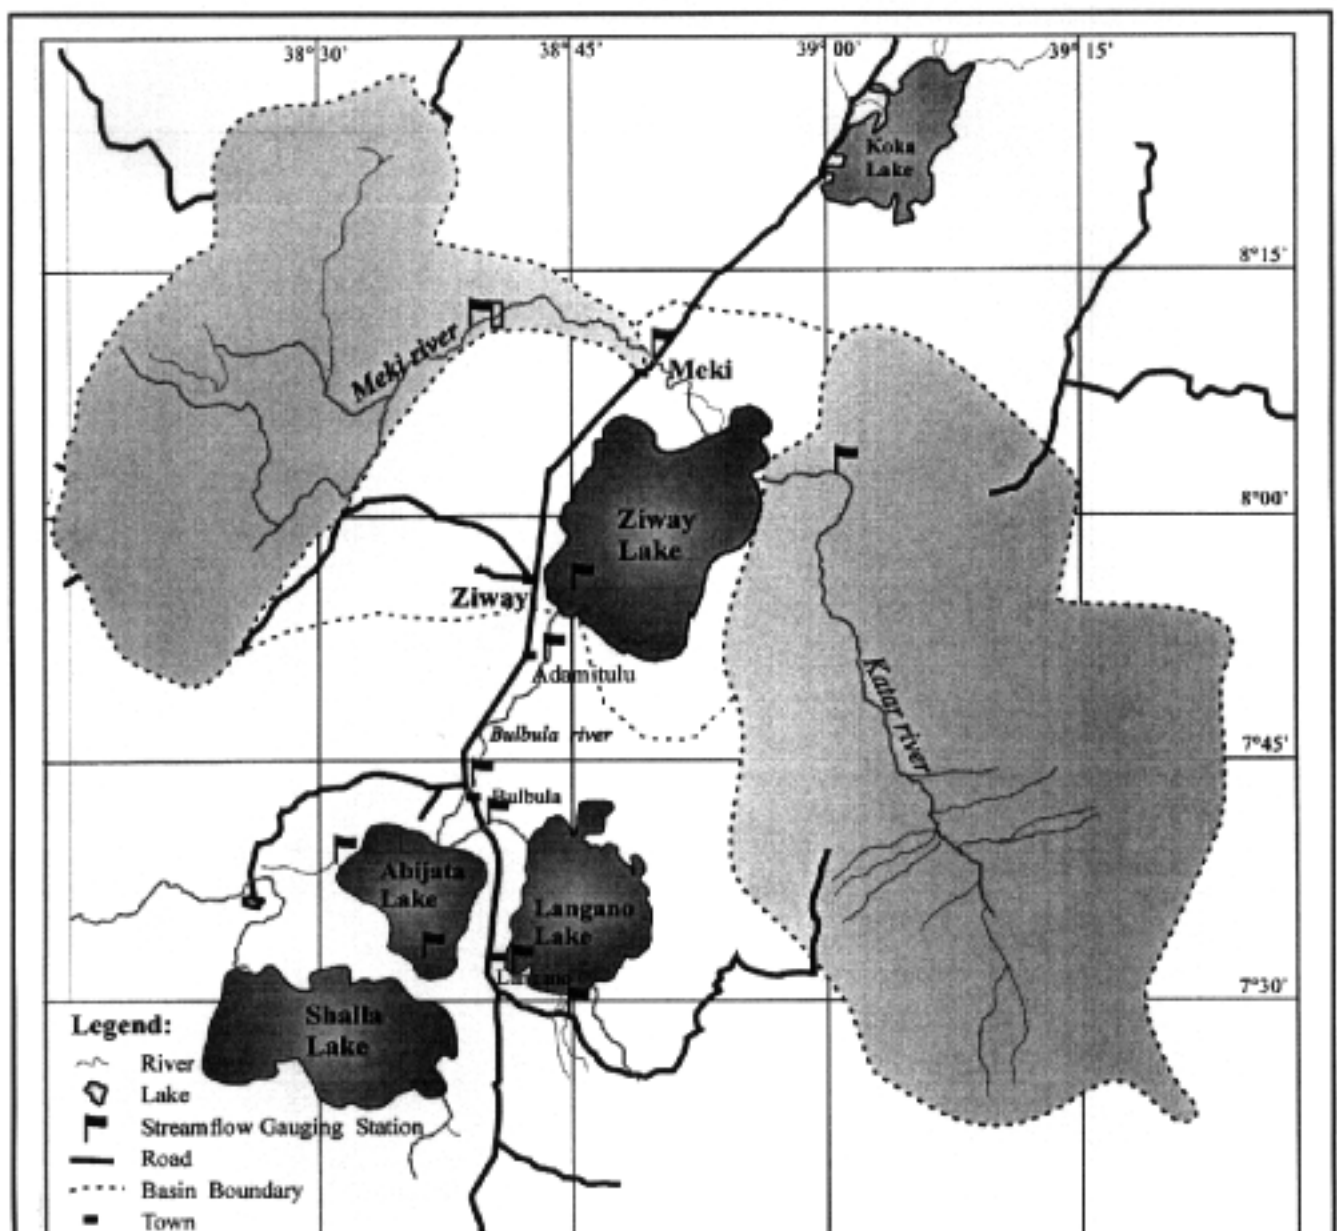 38°30' 38°45' 39°00' 39°15'
Koka
Lake
8°15'
Meki river
Meki
8°00'
Ziway
Lake
Ziway
Adamitulu
Katar river
Bulbula river
7°45'
Bulbula
Abijata
Lake
Langano
Lake
Langano
7°30'
Shalla
Lake
Legend:
River
Lake
Streamflow Gauging Station
Road
Basin Boundary
Town